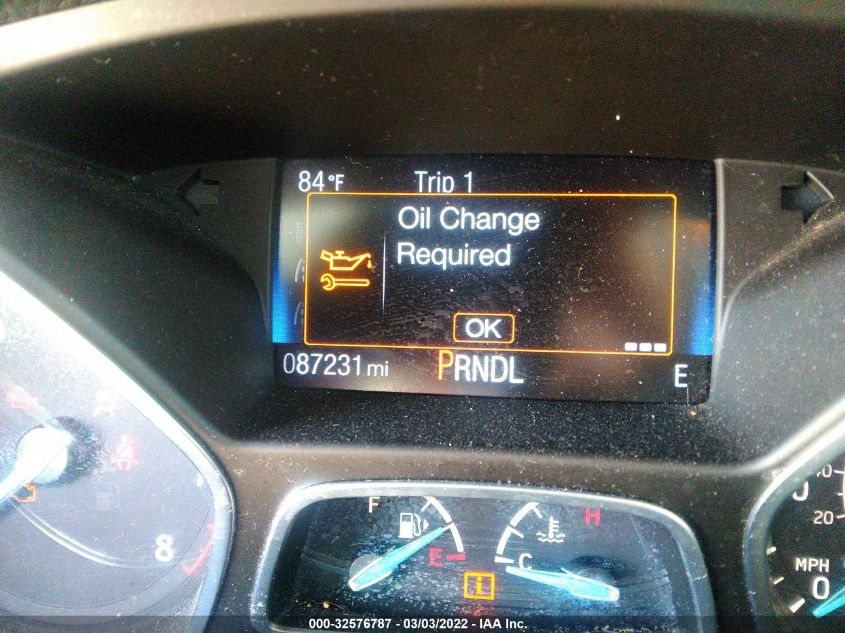 84°F Trip 1
Oil Change
Required
OK
087231 mi PRNDL E
F H
8 E C
20
MPH
0
000-32576787 - 03/03/2022 - IAA Inc.